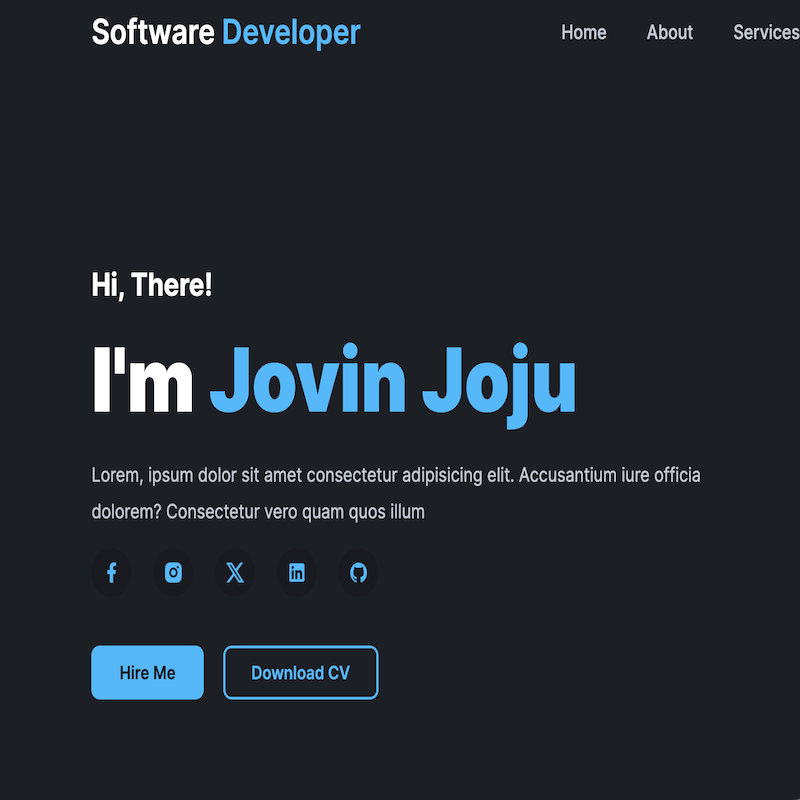 Software Developer
Home About Services
Hi, There!
I'm Jovin Joju
Lorem, ipsum dolor sit amet consectetur adipisicing elit. Accusantium iure officia
dolorem? Consectetur vero quam quos illum
Hire Me Download CV